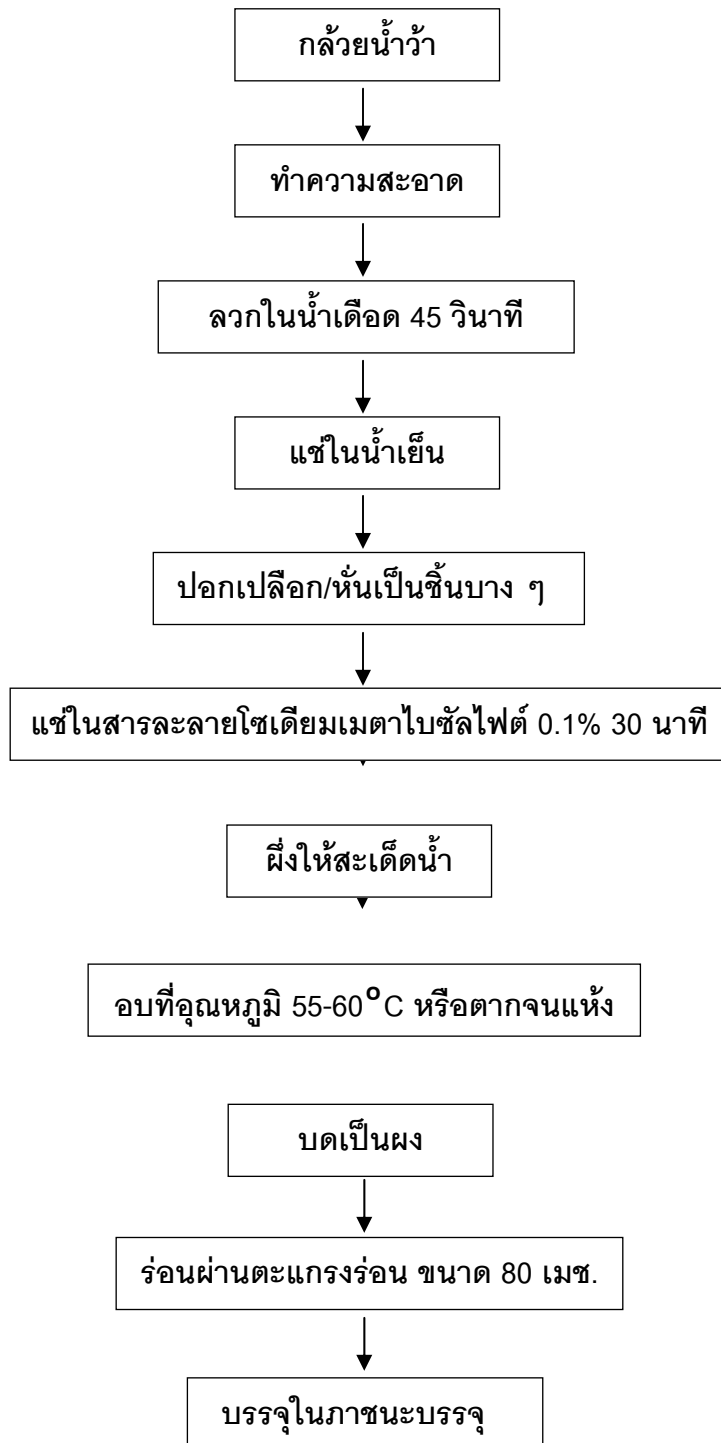 กล้วยน้ำว้า
ทำความสะอาด
ลวกในน้ำเดือด 45 วินาที
แช่ในน้ำเย็น
ปอกเปลือก/หั่นเป็นชิ้นบาง ๆ
แช่ในสารละลายโซเดียมเมตาไบซัลไฟต์ 0.1% 30 นาที
ผึ่งให้สะเด็ดน้ำ
อบที่อุณหภูมิ 55-60°C หรือตากจนแห้ง
บดเป็นผง
ร่อนผ่านตะแกรงร่อน ขนาด 80 เมช.
บรรจุในภาชนะบรรจุ